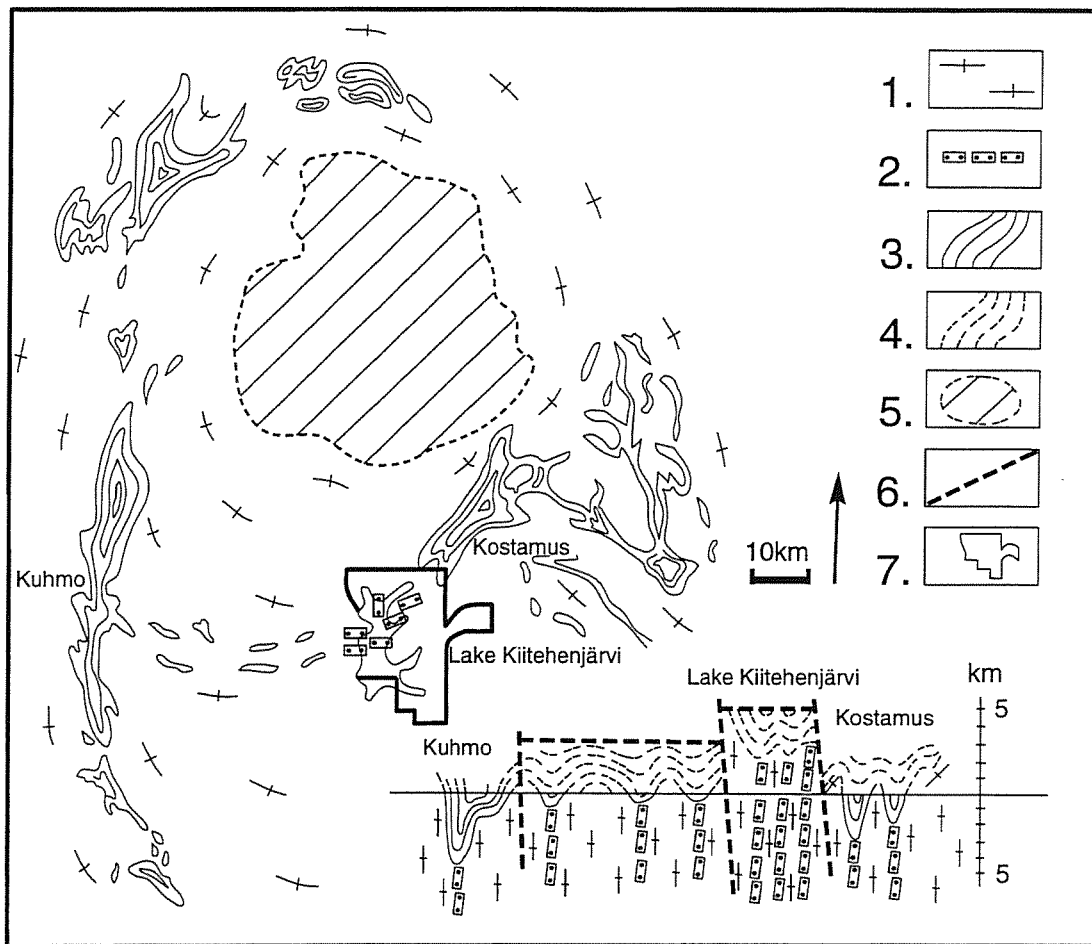 1.
2.
3.
4.
5.
6.
7.
Kuhmo
Kostamus
10km
Lake Kiitehenjärvi
Lake Kiitehenjärvi
km
Kuhmo
Kostamus
5
5